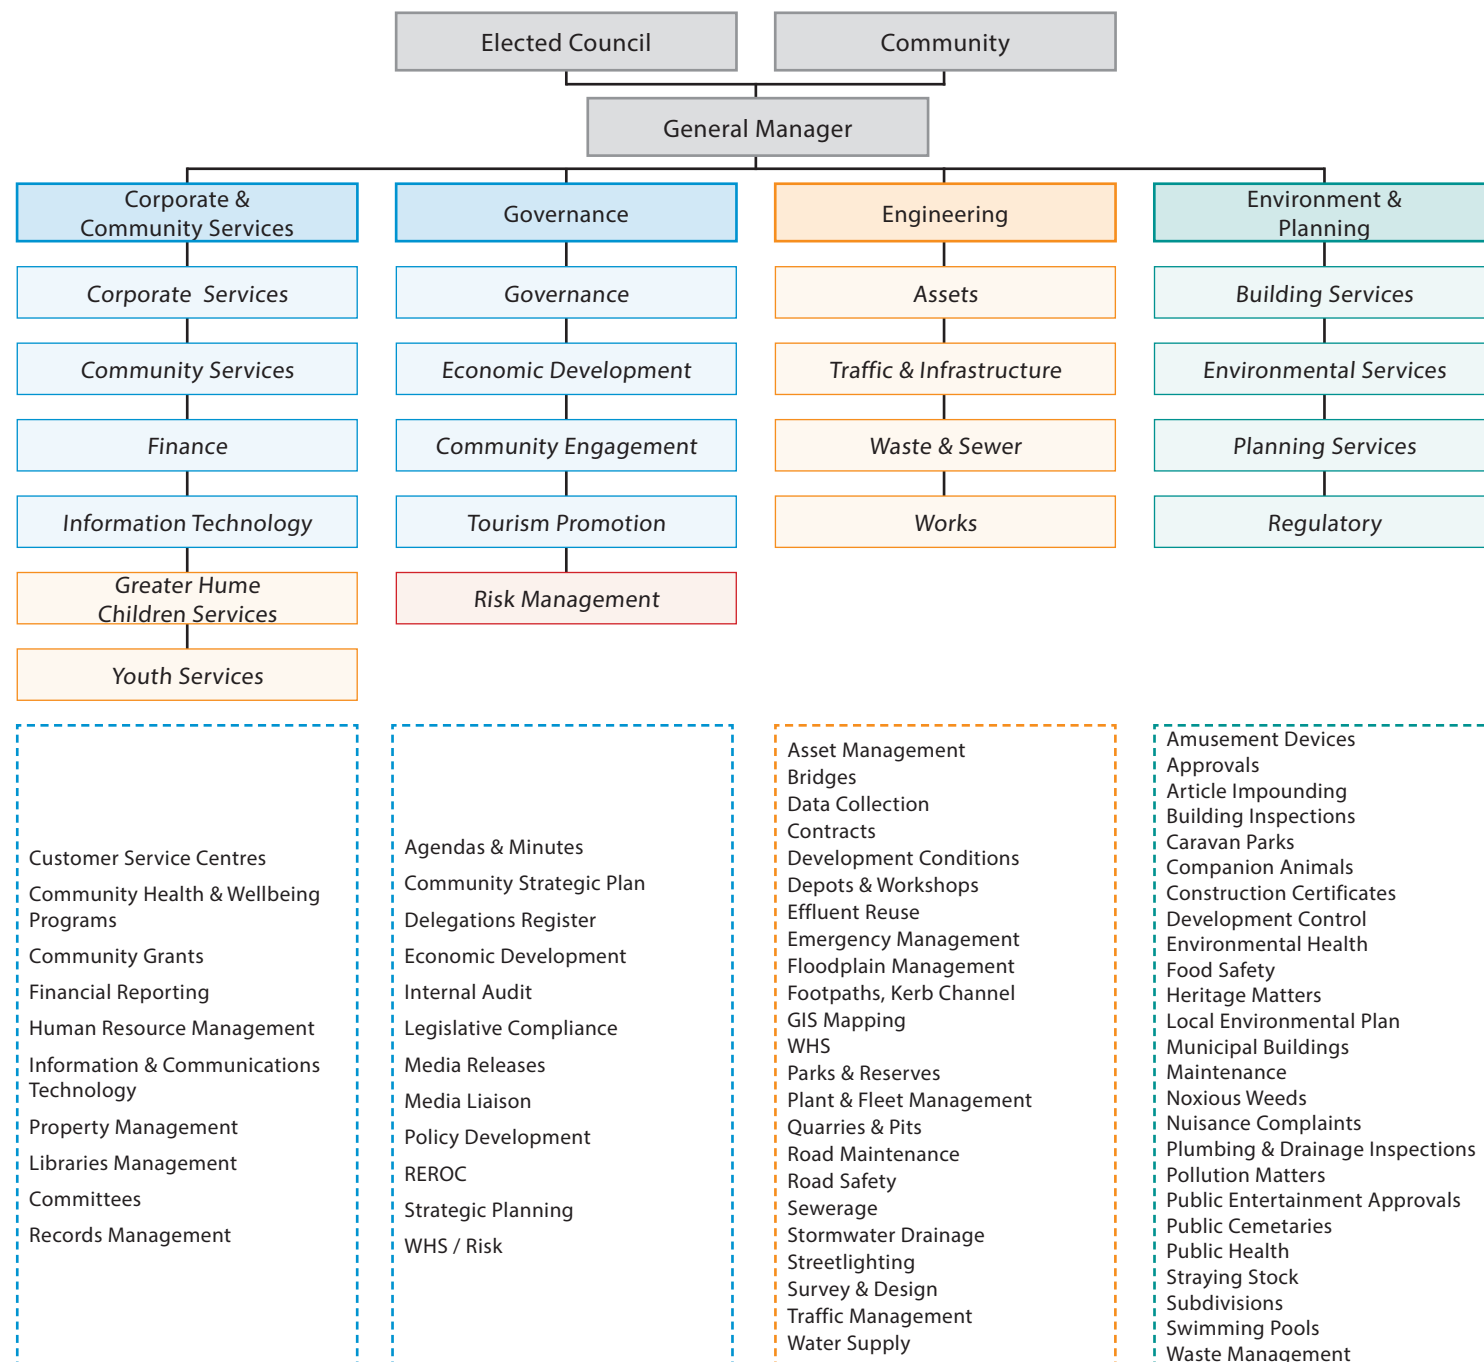 Elected Council
Community
General Manager
Corporate &
Community Services
Governance
Engineering
Environment &
Planning
Corporate Services
Governance
Assets
Building Services
Community Services
Economic Development
Traffic & Infrastructure
Environmental Services
Finance
Community Engagement
Waste & Sewer
Planning Services
Information Technology
Tourism Promotion
Works
Regulatory
Greater Hume
Children Services
Risk Management
Youth Services
Customer Service Centres
Community Health & Wellbeing
Programs
Community Grants
Financial Reporting
Human Resource Management
Information & Communications
Technology
Property Management
Libraries Management
Committees
Records Management
Agendas & Minutes
Community Strategic Plan
Delegations Register
Economic Development
Internal Audit
Legislative Compliance
Media Releases
Media Liaison
Policy Development
REROC
Strategic Planning
WHS / Risk
Asset Management
Bridges
Data Collection
Contracts
Development Conditions
Depots & Workshops
Effluent Reuse
Emergency Management
Floodplain Management
Footpaths, Kerb Channel
GIS Mapping
WHS
Parks & Reserves
Plant & Fleet Management
Quarries & Pits
Road Maintenance
Road Safety
Sewerage
Stormwater Drainage
Streetlighting
Survey & Design
Traffic Management
Water Supply
Amusement Devices
Approvals
Article Impounding
Building Inspections
Caravan Parks
Companion Animals
Construction Certificates
Development Control
Environmental Health
Food Safety
Heritage Matters
Local Environmental Plan
Municipal Buildings
Maintenance
Noxious Weeds
Nuisance Complaints
Plumbing & Drainage Inspections
Pollution Matters
Public Entertainment Approvals
Public Cemetaries
Public Health
Straying Stock
Subdivisions
Swimming Pools
Waste Management